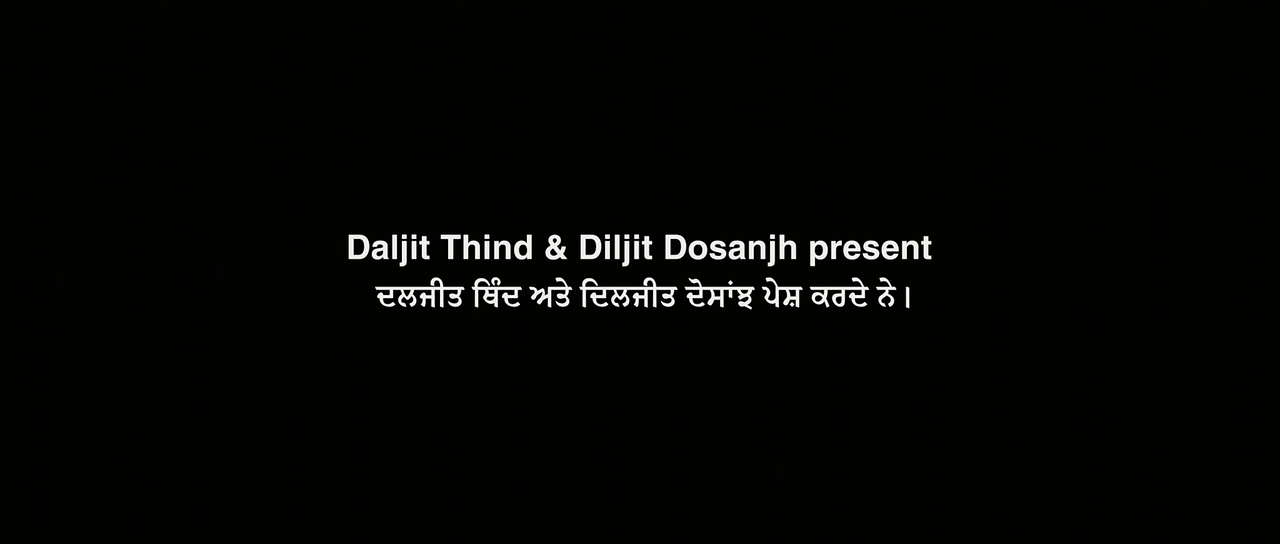 Daljit Thind & Diljit Dosanjh present
ਦਲਜੀਤ ਥਿੰਦ ਅਤੇ ਦਿਲਜੀਤ ਦੋਸਾਂਝ ਪੇਸ਼ ਕਰਦੇ ਨੇ।